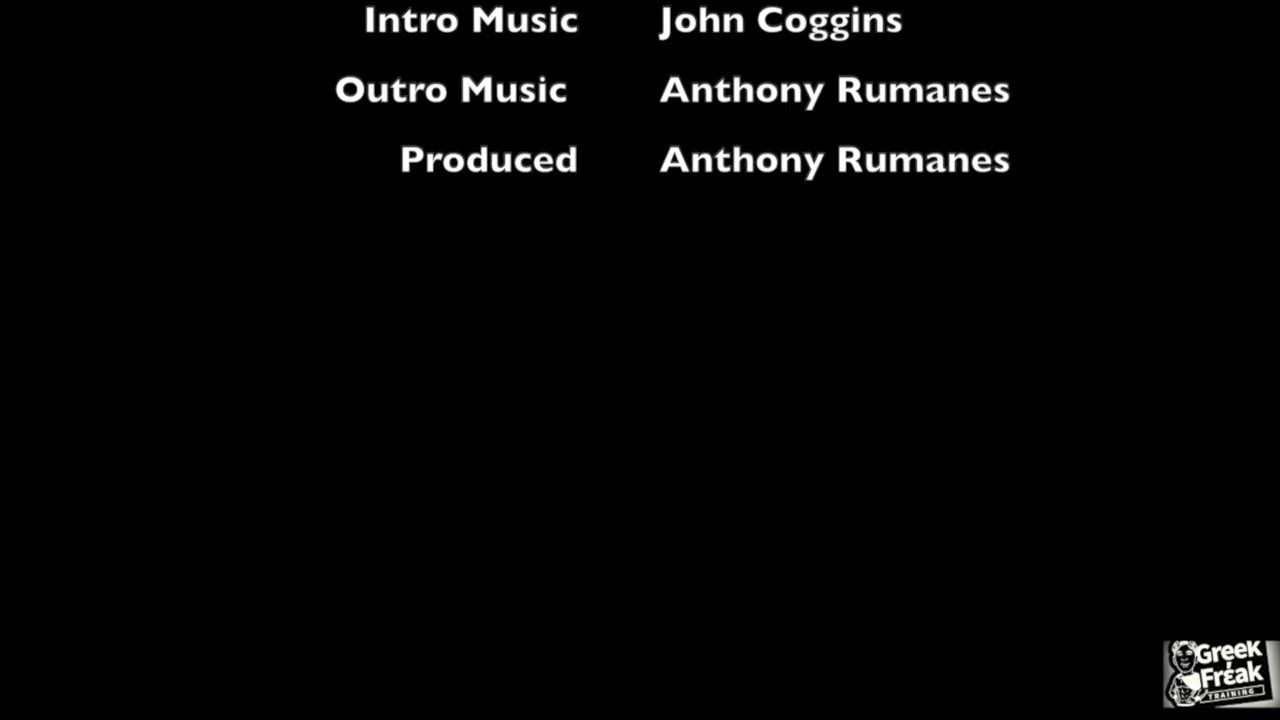 Intro Music John Coggins
Outro Music Anthony Rumanes
Produced Anthony Rumanes
Greek
Freak
TRAINING